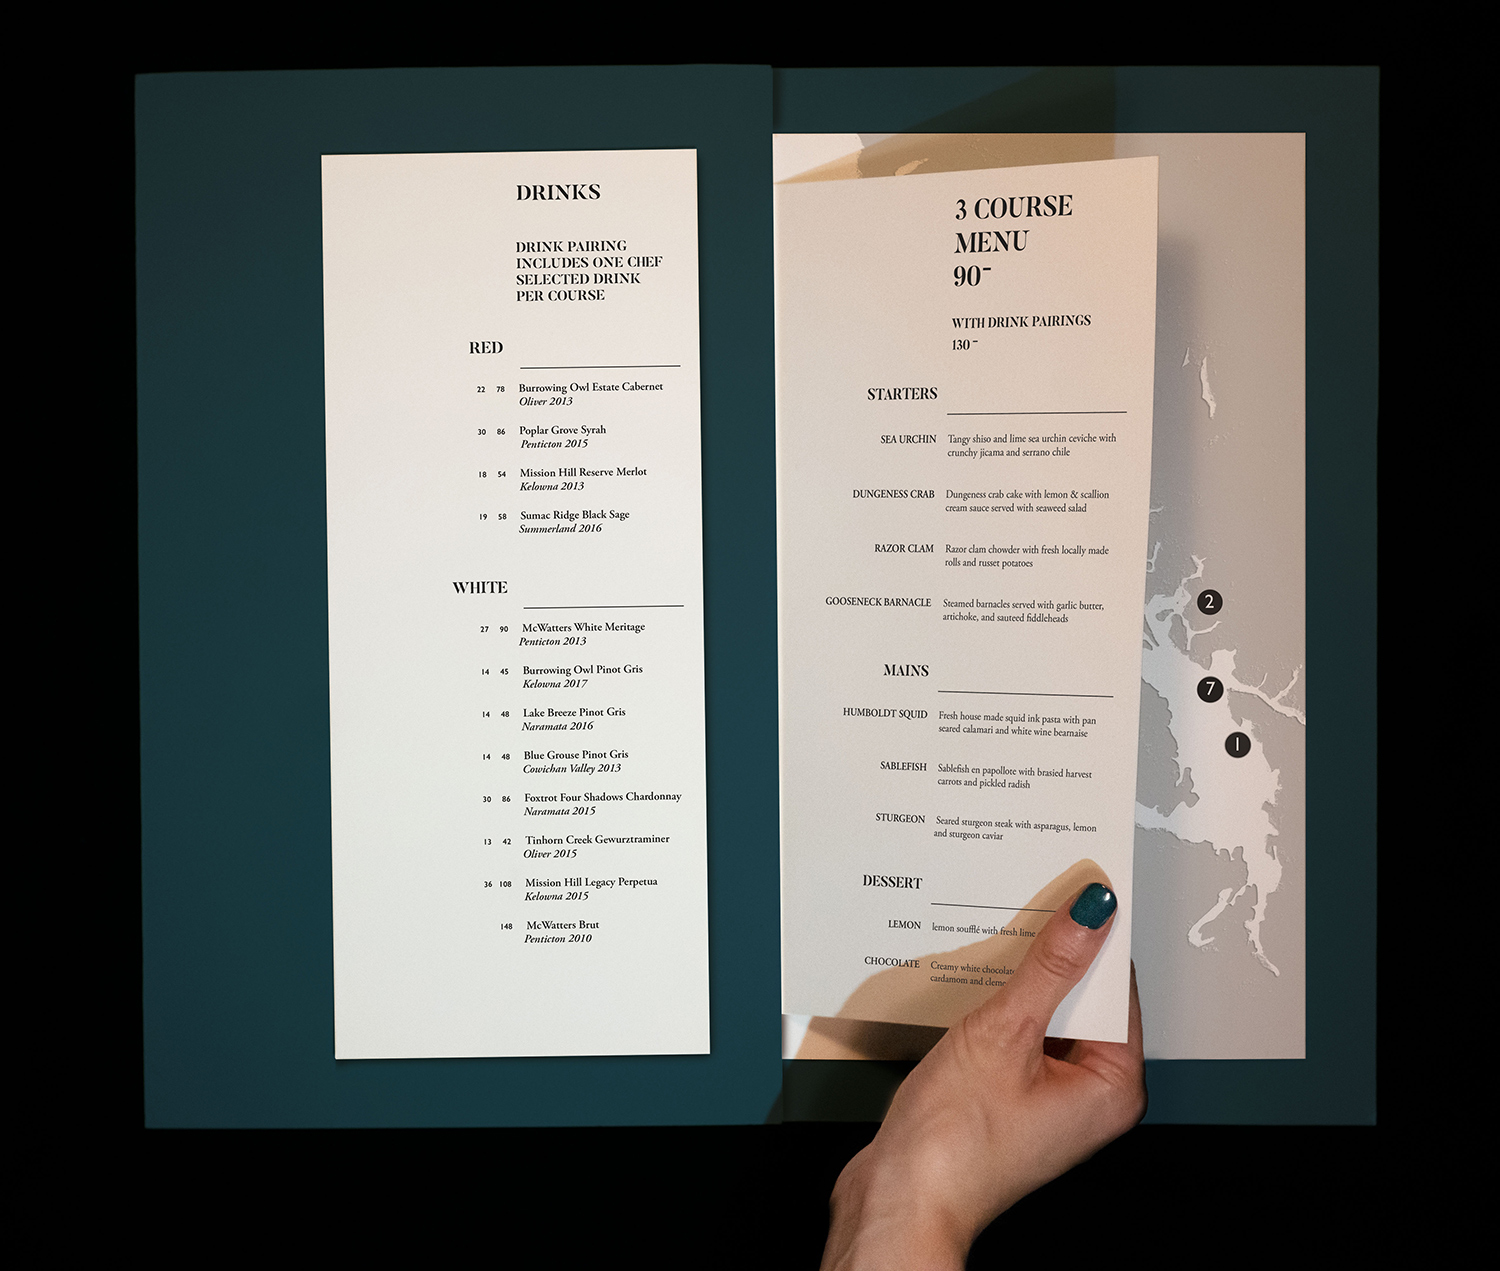 DRINKS
DRINK PAIRING
INCLUDES ONE CHEF
SELECTED DRINK
PER COURSE
RED
22 78 Burrowing Owl Estate Cabernet
Oliver 2013
30 86 Poplar Grove Syrah
Penticton 2015
18 54 Mission Hill Reserve Merlot
Kelowna 2013
19 58 Sumac Ridge Black Sage
Summerland 2016
WHITE
27 90 McWatters White Meritage
Penticton 2013
14 45 Burrowing Owl Pinot Gris
Kelowna 2017
14 48 Lake Breeze Pinot Gris
Naramata 2016
14 48 Blue Grouse Pinot Gris
Cowichan Valley 2013
30 86 Foxtrot Four Shadows Chardonnay
Naramata 2015
13 42 Tinhorn Creek Gewurztraminer
Oliver 2015
36 108 Mission Hill Legacy Perpetua
Kelowna 2015
148 McWatters Brut
Penticton 2010
3 COURSE
MENU
90-
WITH DRINK PAIRINGS
130-
STARTERS
SEA URCHIN Tangy shiso and lime sea urchin ceviche with
crunchy jicama and serrano chile
DUNGENESS CRAB Dungeness crab cake with lemon & scallion
cream sauce served with seaweed salad
RAZOR CLAM Razor clam chowder with fresh locally made
rolls and russet potatoes
GOOSENECK BARNACLE Steamed barnacles served with garlic butter,
artichoke, and sauteed fiddleheads
MAINS
HUMBOLDT SQUID Fresh house made squid ink pasta with pan
seared calamari and white wine bearnaise
SABLEFISH Sablefish en papollote with brasied harvest
carrots and pickled radish
STURGEON Seared sturgeon steak with asparagus, lemon
and sturgeon caviar
DESSERT
LEMON lemon soufflé with fresh lime
CHOCOLATE Creamy white
cardamom and
2
7
1